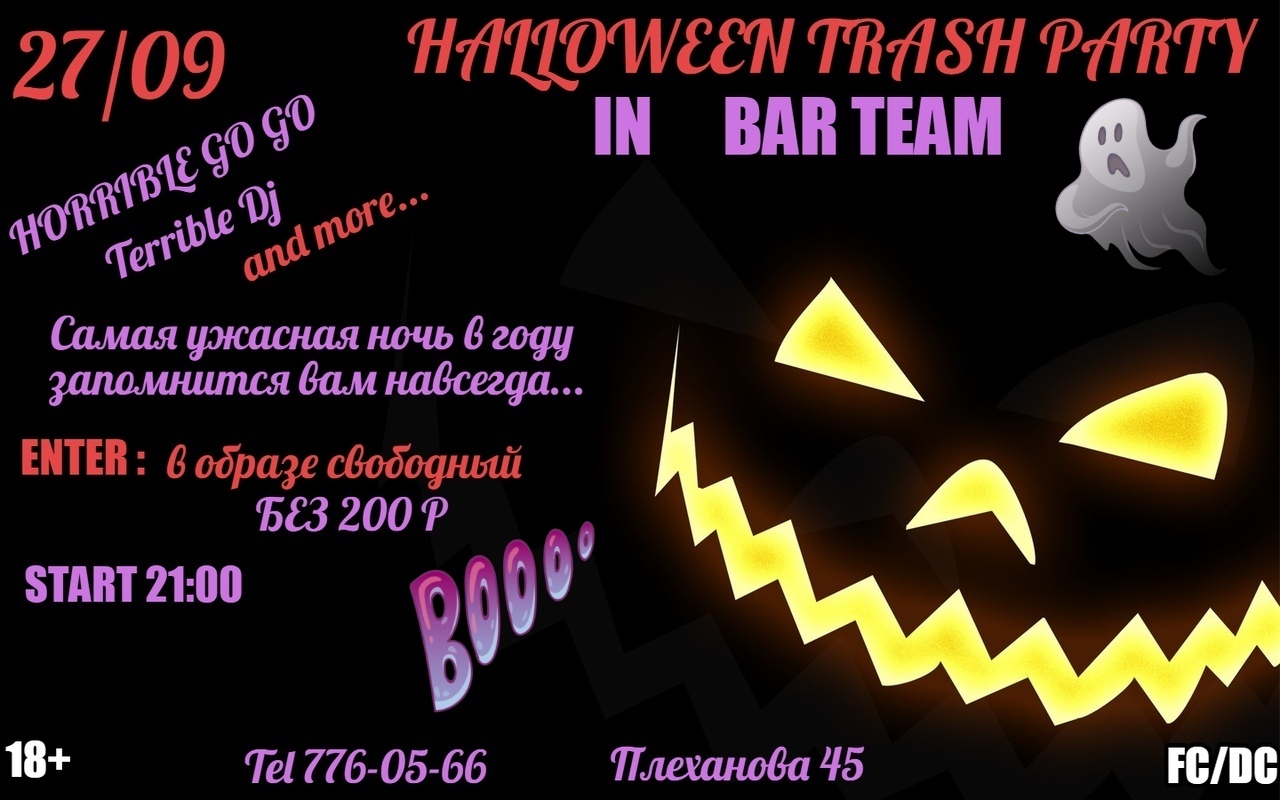 27/09
HALLOWEEN TRASH PARTY
IN BAR TEAM
HORRIBLE GO GO
Terrible Dj
and more...
Самая ужасная ночь в году
запомнится вам навсегда...
ENTER : в образе свободный
БЕЗ 200 Р
START 21:00
BOOooo
18+
Tel 776-05-66
Плеханова 45
FC/DC